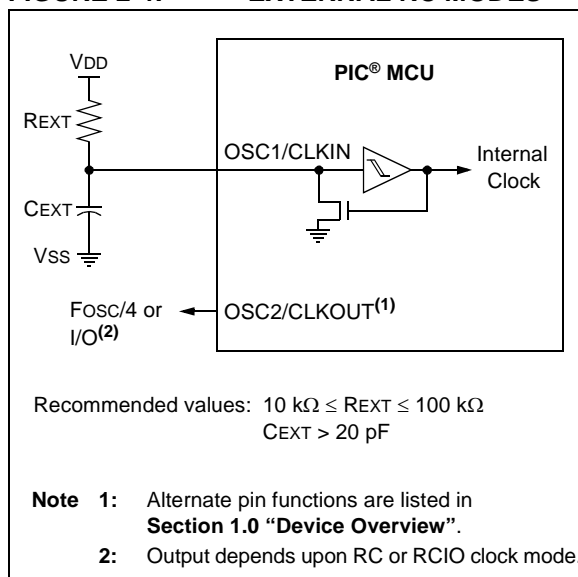 VDD
PIC® MCU
REXT
OSC1/CLKIN
Internal
Clock
CEXT
VSS
FOSC/4 or
I/O(2)
OSC2/CLKOUT(1)
Recommended values: 10 kΩ ≤ REXT ≤ 100 kΩ
CEXT > 20 pF
Note 1: Alternate pin functions are listed in
Section 1.0 “Device Overview”.
2: Output depends upon RC or RCIO clock mode.